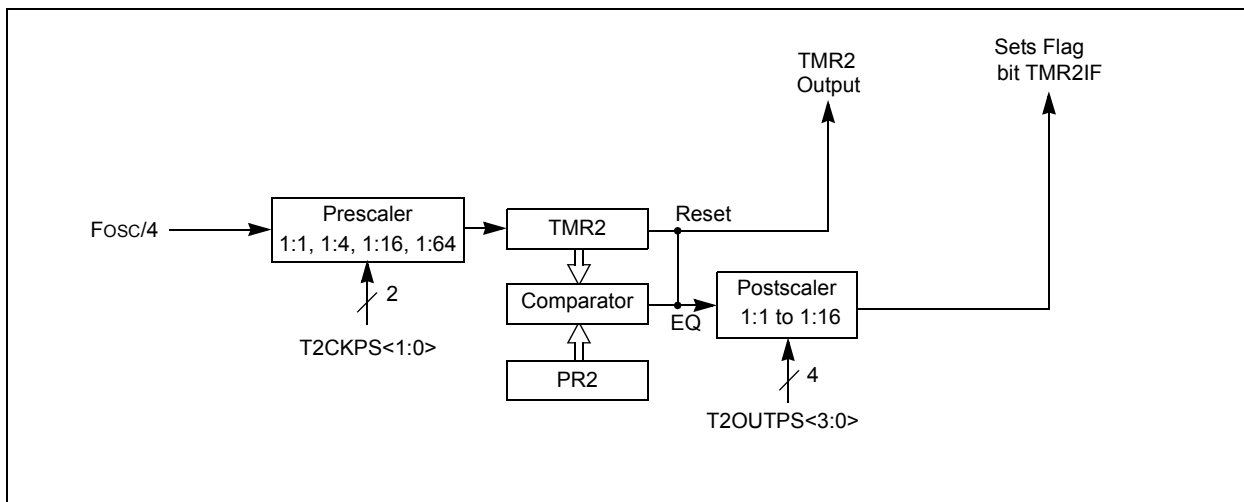 TMR2
Output
Sets Flag
bit TMR2IF
FOSC/4
Prescaler
1:1, 1:4, 1:16, 1:64
2
T2CKPS<1:0>
TMR2
Reset
Comparator
EQ
PR2
Postscaler
1:1 to 1:16
4
T2OUTPS<3:0>